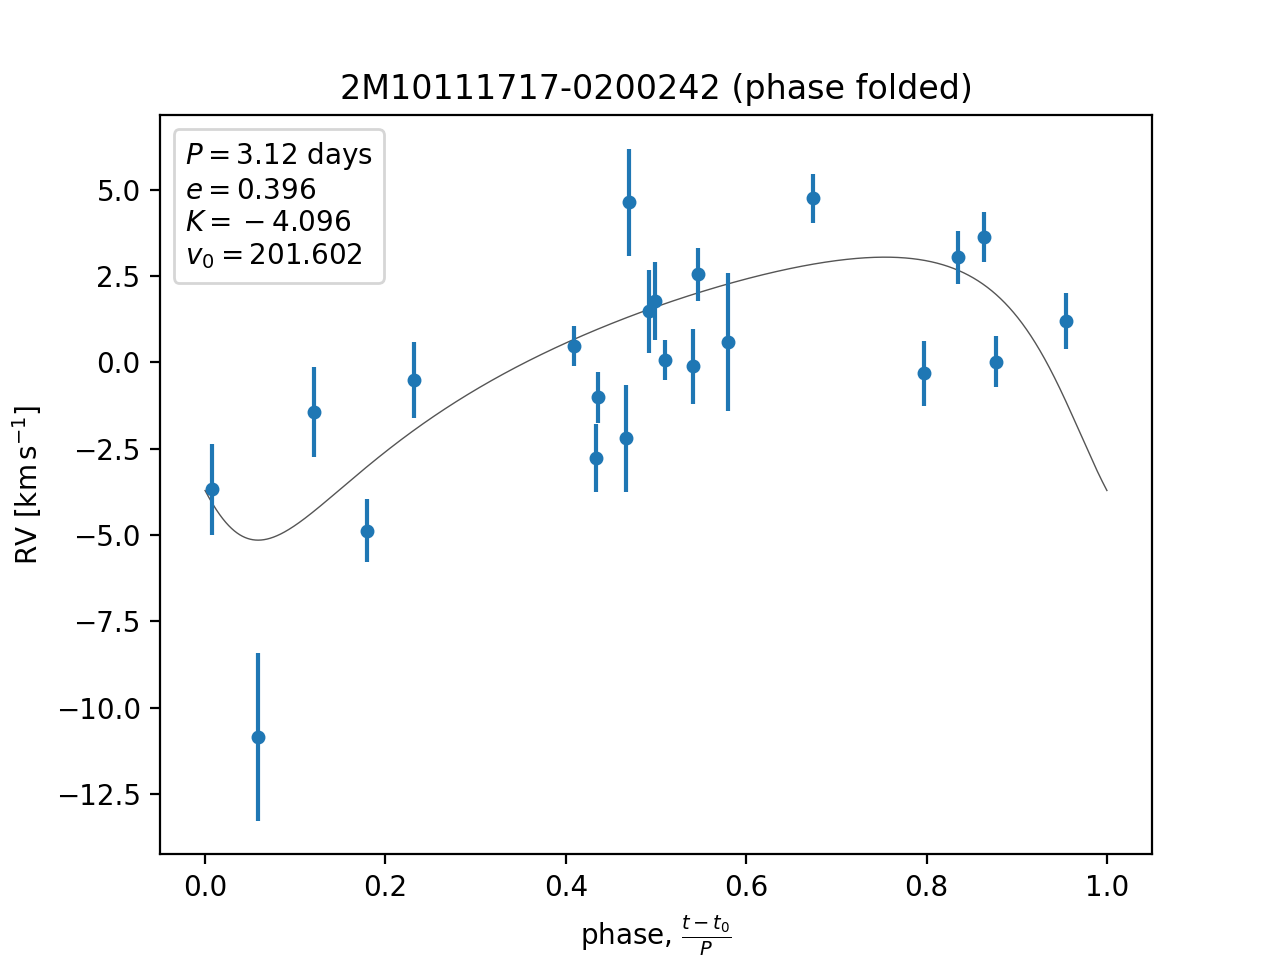 2M10111717-0200242 (phase folded)
P = 3.12 days
e = 0.396
K = −4.096
v₀ = 201.602
5.0
2.5
0.0
−2.5
−5.0
−7.5
−10.0
−12.5
RV [km s⁻¹]
0.0 0.2 0.4 0.6 0.8 1.0
phase, (t − t₀)/P